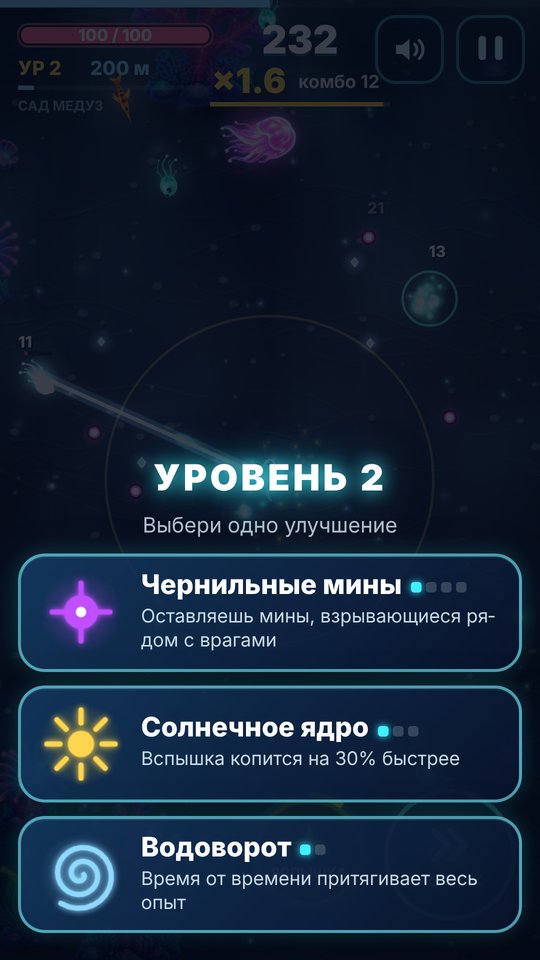 100 / 100
232
УР 2 200 м
×1.6 комбо 12
САД МЕДУЗ
21
13
11
УРОВЕНЬ 2
Выбери одно улучшение
Чернильные мины
Оставляешь мины, взрывающиеся ря-
дом с врагами
Солнечное ядро
Вспышка копится на 30% быстрее
Водоворот
Время от времени притягивает весь
опыт